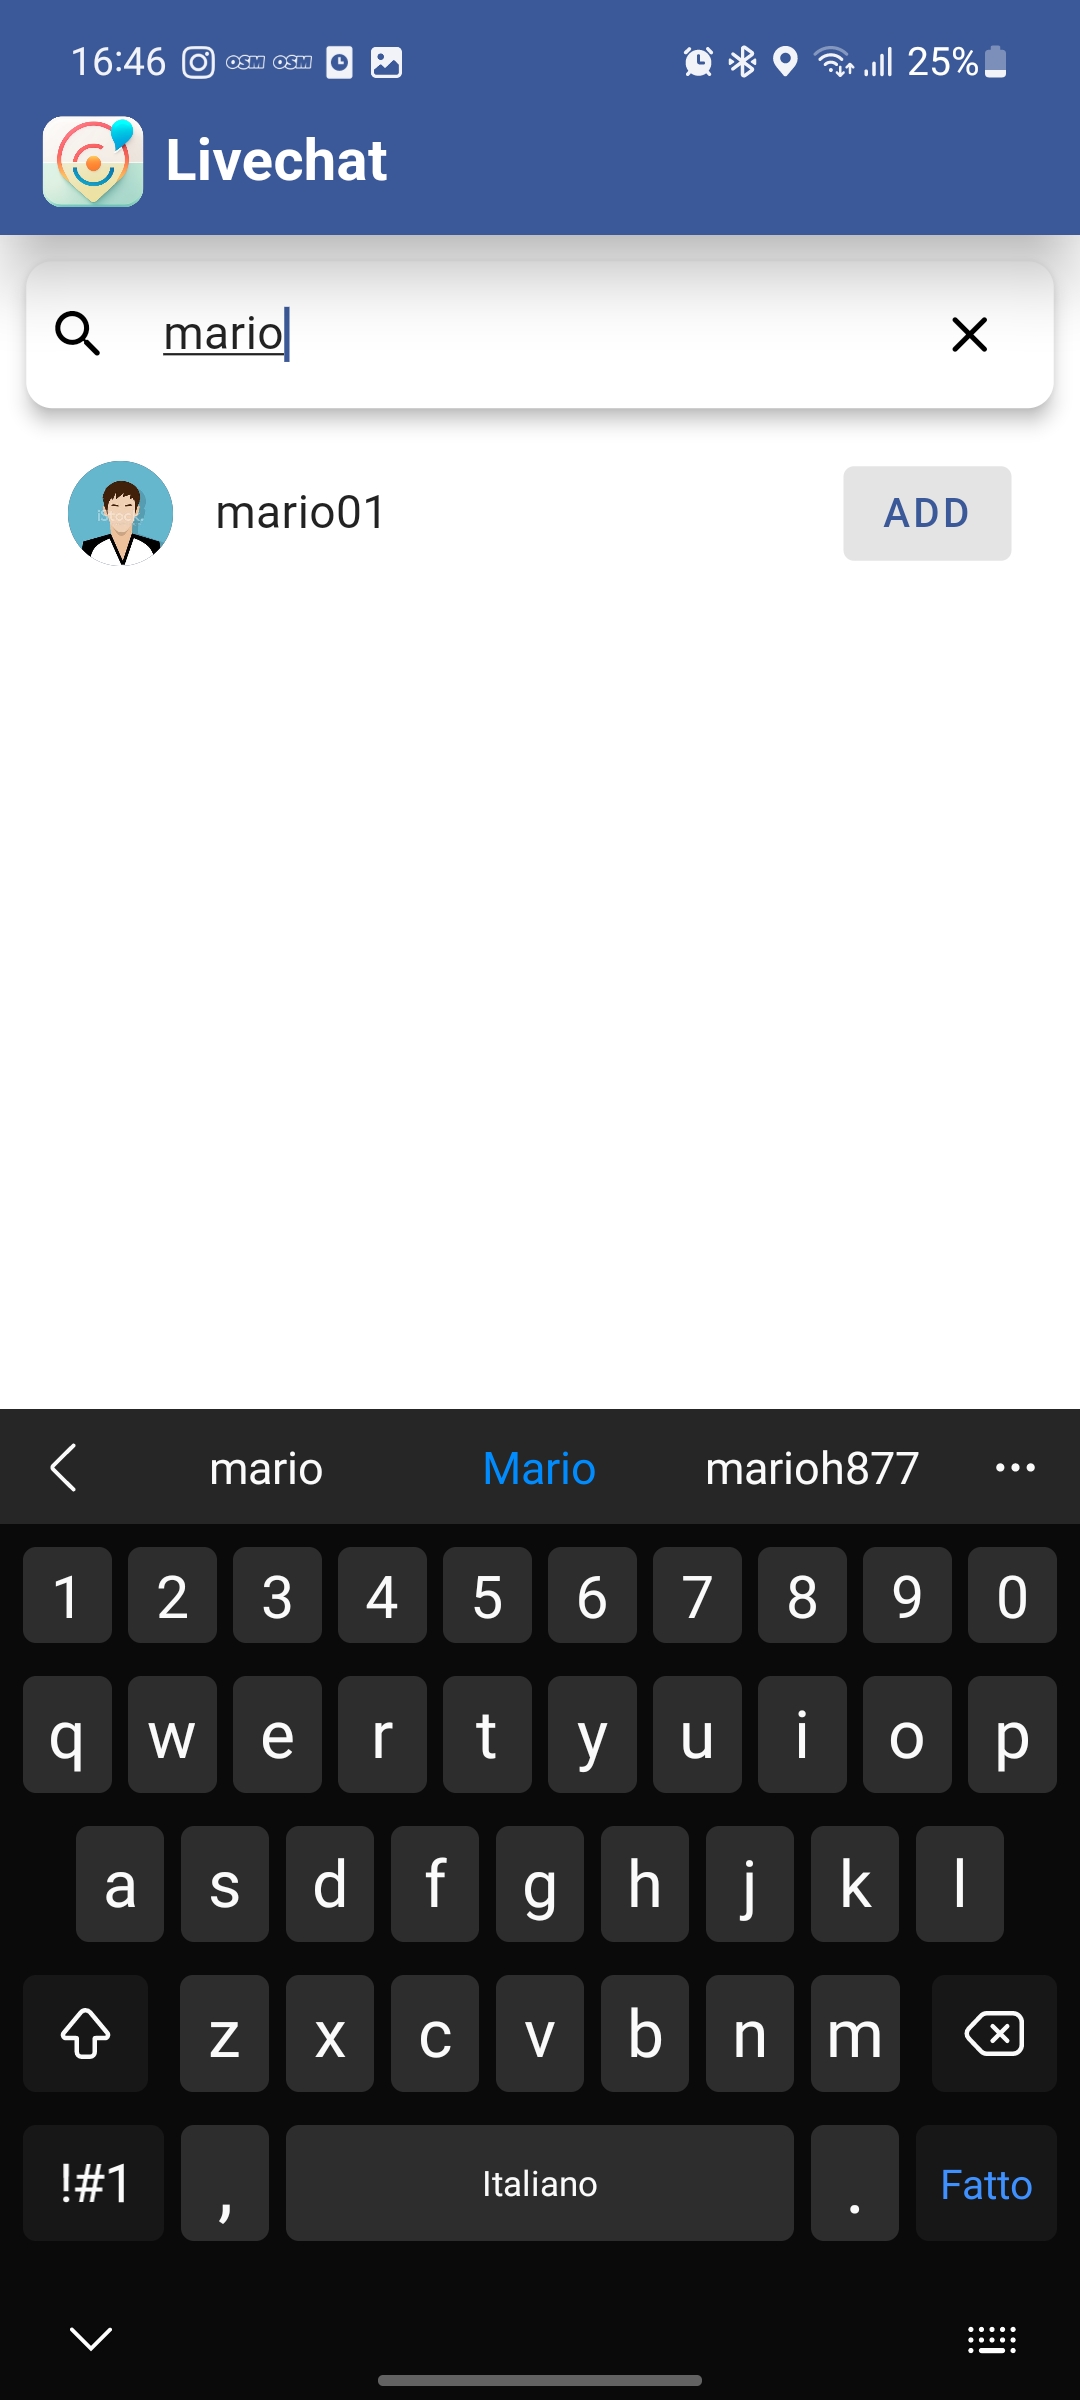 16:46 OSM OSM 25%
Livechat
mario
iStock.
mario01 ADD
mario Mario marioh877 ...
1 2 3 4 5 6 7 8 9 0
q w e r t y u i o p
a s d f g h j k l
z x c v b n m
!#1 , Italiano . Fatto